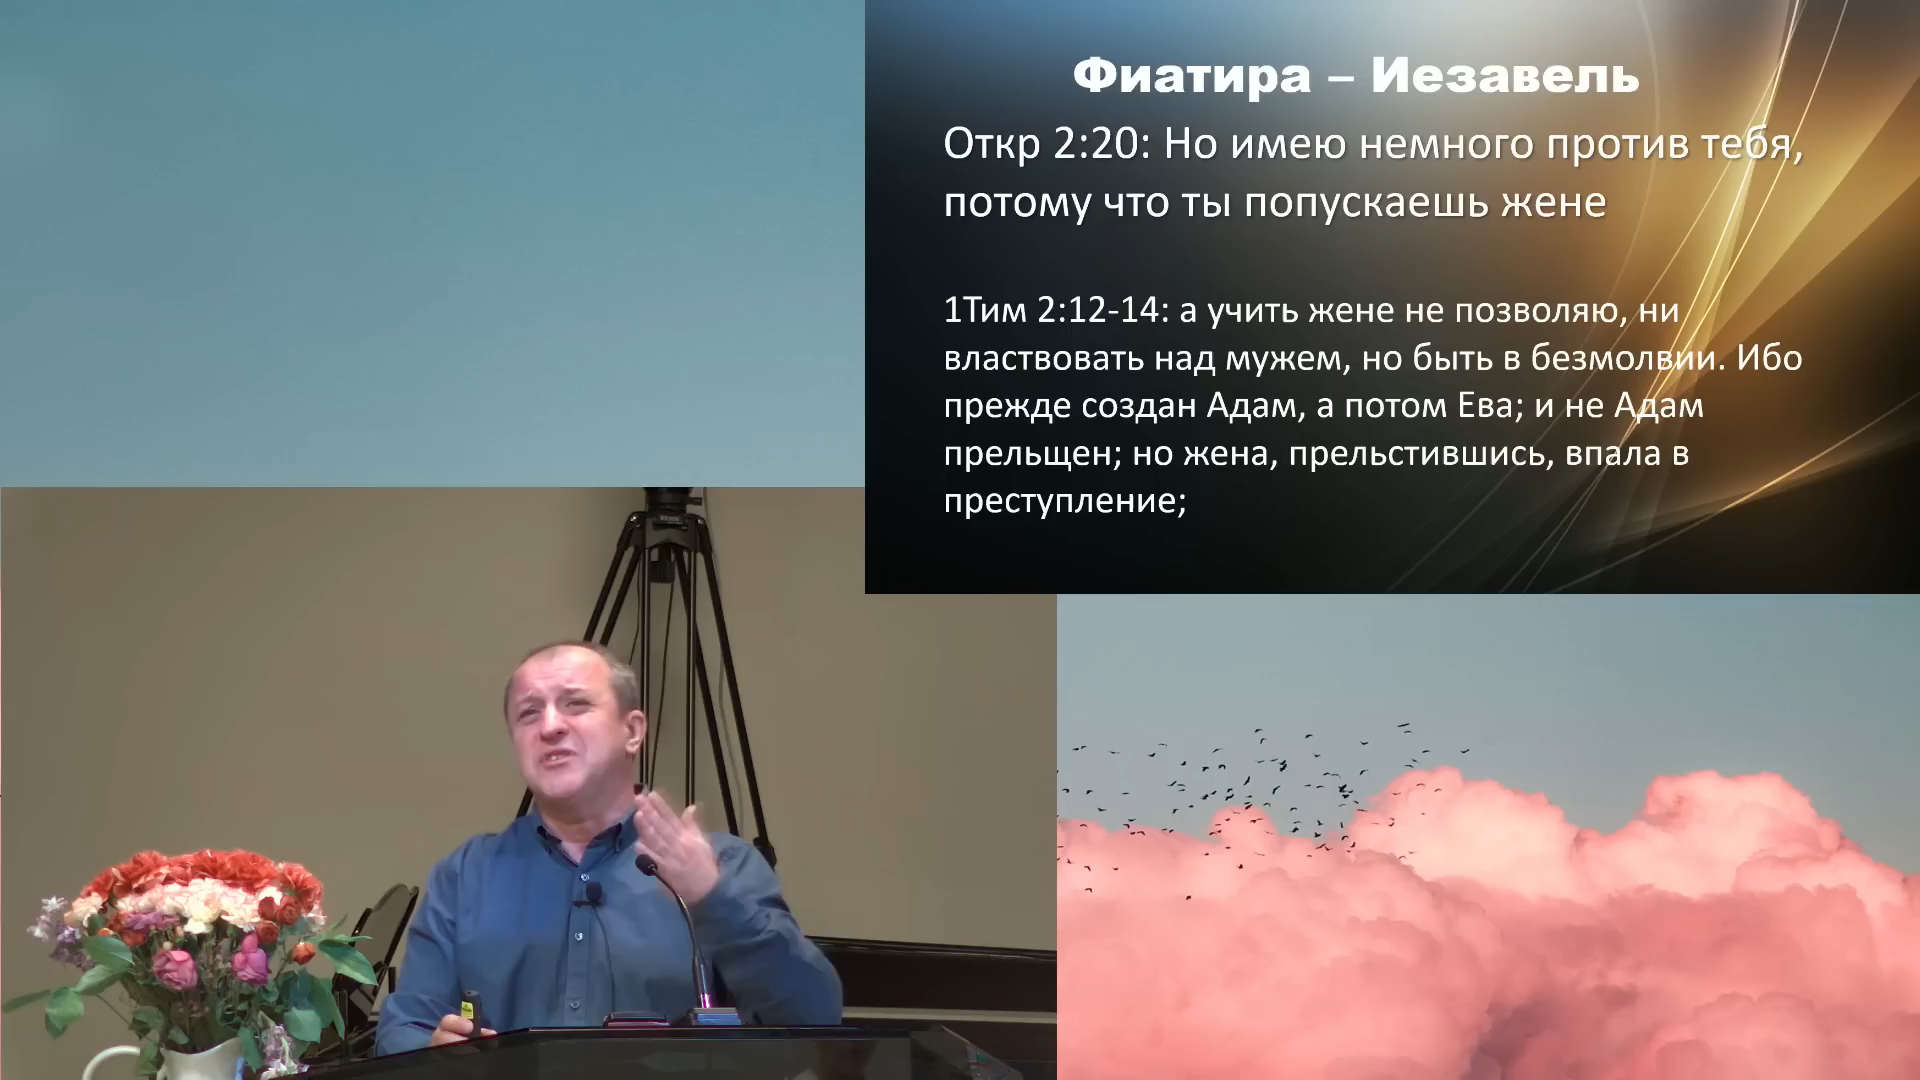 Фиатира – Иезавель
Откр 2:20: Но имею немного против тебя,
потому что ты попускаешь жене
1Тим 2:12-14: а учить жене не позволяю, ни
властвовать над мужем, но быть в безмолвии. Ибо
прежде создан Адам, а потом Ева; и не Адам
прельщен; но жена, прельстившись, впала в
преступление;